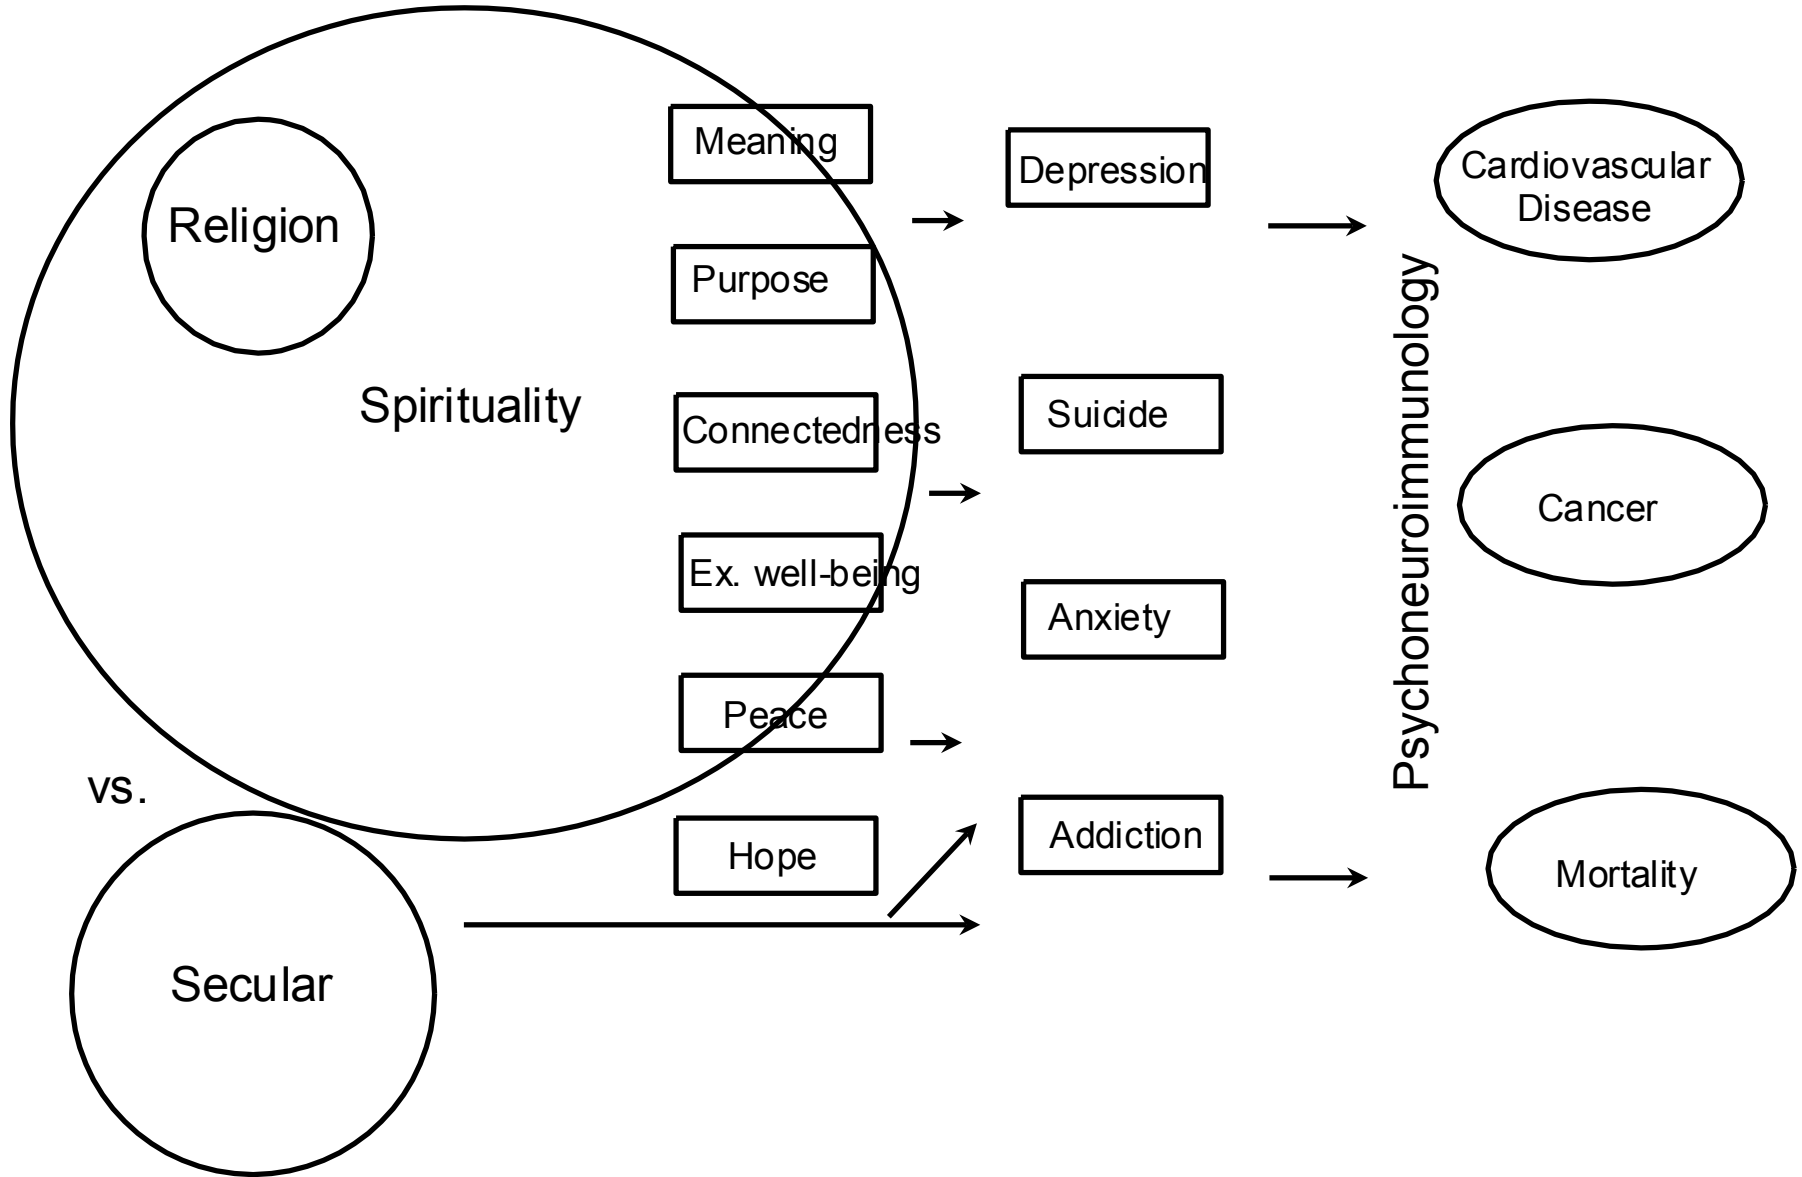 Religion
Spirituality
vs.
Secular
Meaning
Purpose
Connectedness
Ex. well-being
Peace
Hope
Depression
Suicide
Anxiety
Addiction
Psychoneuroimmunology
Cardiovascular
Disease
Cancer
Mortality